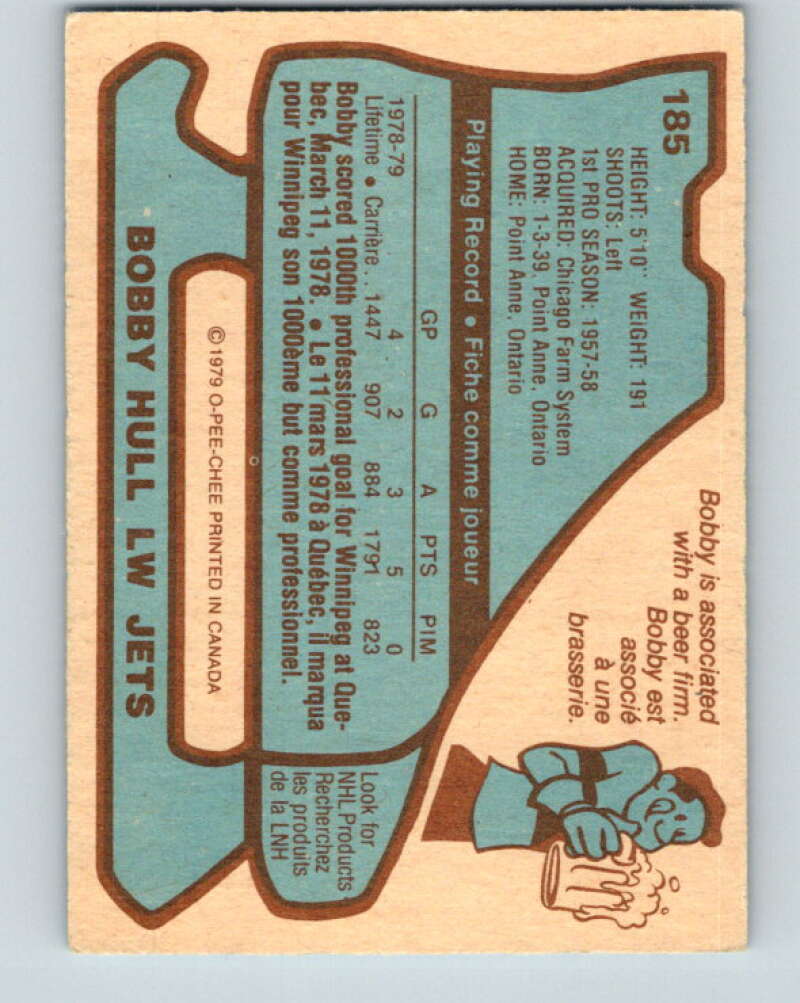 185
HEIGHT: 5'10" WEIGHT: 191
SHOOTS: Left
1st PRO SEASON: 1957-58
ACQUIRED: Chicago Farm System
BORN: 1-3-39, Point Anne, Ontario
HOME: Point Anne, Ontario
Bobby is associated
with a beer firm.
Bobby est
associé
à une
brasserie.
Playing Record • Fiche comme joueur
GP G A PTS PIM
1978-79 4 2 3 5 0
Lifetime • Carrière .. 1447 907 884 1791 823
Bobby scored 1000th professional goal for Winnipeg at Que-
bec, March 11, 1978. • Le 11 mars 1978 à Québec, il marqua
pour Winnipeg son 1000ème but comme professionnel.
Look for
NHL Products
Recherchez
les produits
de la LNH
© 1979 O-PEE-CHEE PRINTED IN CANADA
BOBBY HULL LW JETS